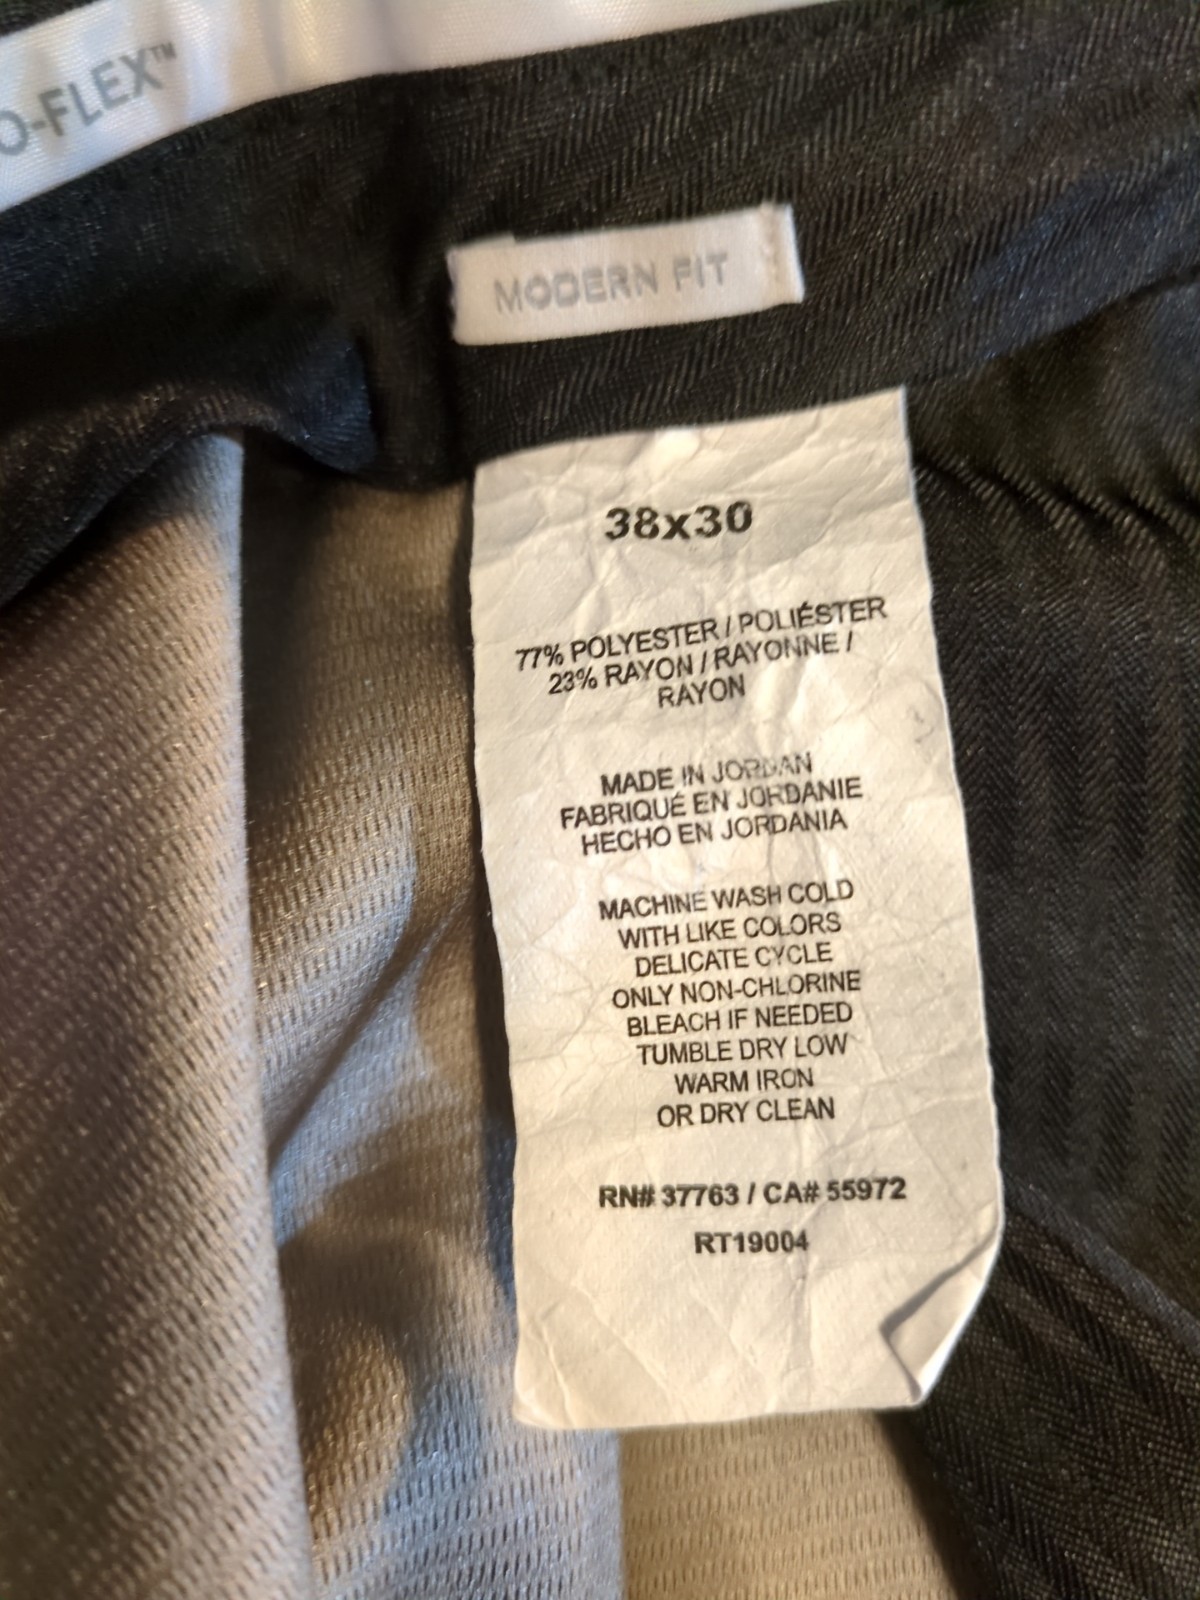 O-FLEX™
MODERN FIT
38x30
77% POLYESTER / POLIÉSTER
23% RAYON / RAYONNE /
RAYON
MADE IN JORDAN
FABRIQUÉ EN JORDANIE
HECHO EN JORDANIA
MACHINE WASH COLD
WITH LIKE COLORS
DELICATE CYCLE
ONLY NON-CHLORINE
BLEACH IF NEEDED
TUMBLE DRY LOW
WARM IRON
OR DRY CLEAN
RN# 37763 / CA# 55972
RT19004